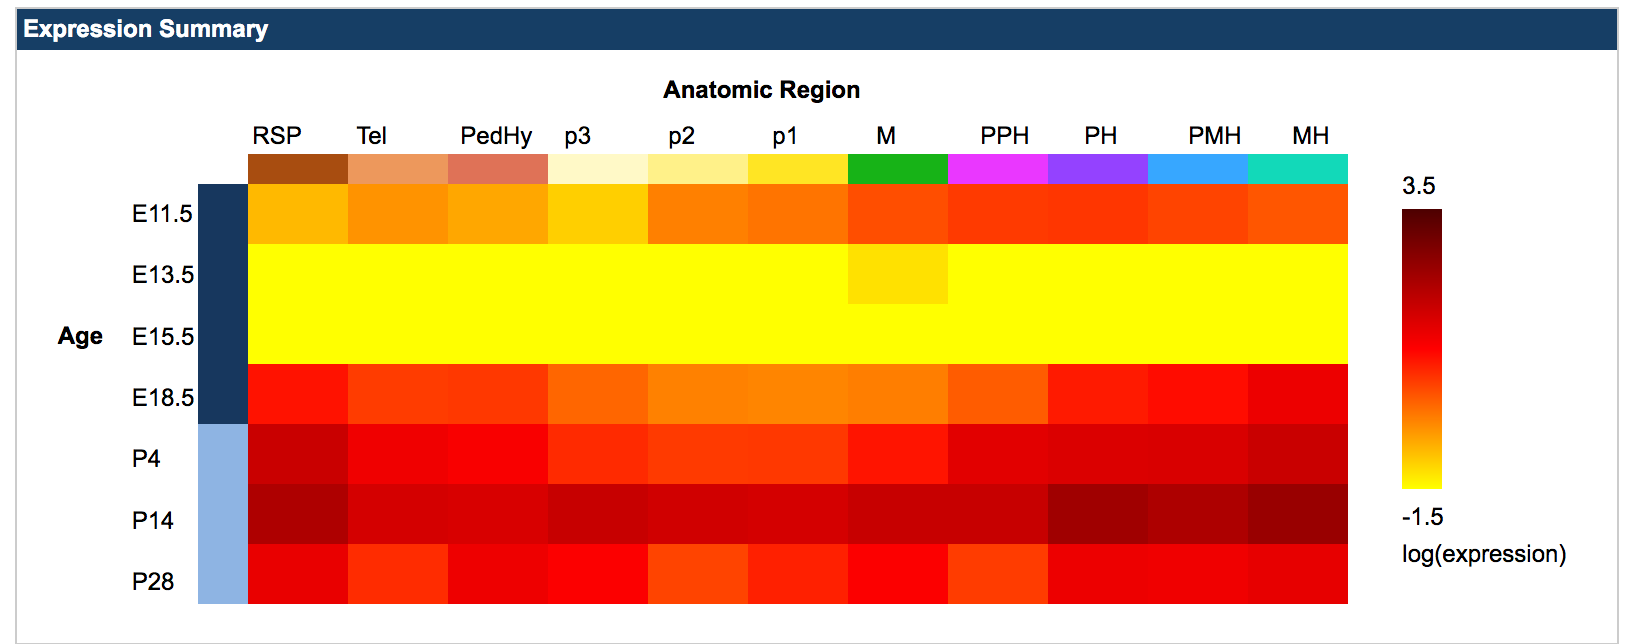 Expression Summary
Anatomic Region
RSP Tel PedHy p3 p2 p1 M PPH PH PMH MH
3.5
E11.5
E13.5
Age E15.5
E18.5
P4
P14
-1.5
log(expression)
P28